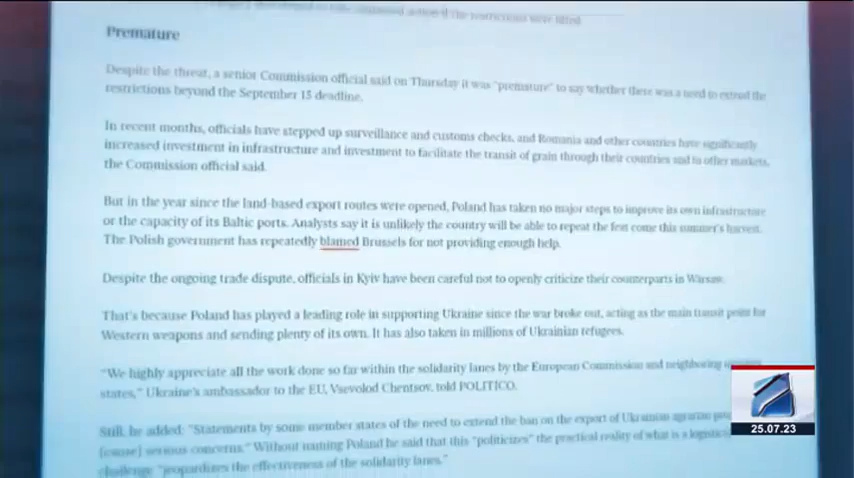 action if the restrictions were lifted
Premature
Despite the threat, a senior Commission official said on Thursday it was "premature" to say whether there was a need to extend the
restrictions beyond the September 15 deadline.
In recent months, officials have stepped up surveillance and customs checks, and Romania and other countries have significantly
increased investment in infrastructure and investment to facilitate the transit of grain through their countries and to other markets,
the Commission official said.
But in the year since the land-based export routes were opened, Poland has taken no major steps to improve its own infrastructure
or the capacity of its Baltic ports. Analysts say it is unlikely the country will be able to repeat the feat come this summer's harvest.
The Polish government has repeatedly blamed Brussels for not providing enough help.
Despite the ongoing trade dispute, officials in Kyiv have been careful not to openly criticize their counterparts in Warsaw.
That's because Poland has played a leading role in supporting Ukraine since the war broke out, acting as the main transit point for
Western weapons and sending plenty of its own. It has also taken in millions of Ukrainian refugees.
"We highly appreciate all the work done so far within the solidarity lanes by the European Commission and neighboring
states," Ukraine's ambassador to the EU, Vsevolod Chentsov, told POLITICO.
Still, he added: "Statements by some member states of the need to extend the ban on the export of Ukrainian agrarian
[cause] serious concerns." Without naming Poland he said that this "politicizes" the practical reality of what is a
challenge "jeopardizes the effectiveness of the solidarity lanes."
25.07.23